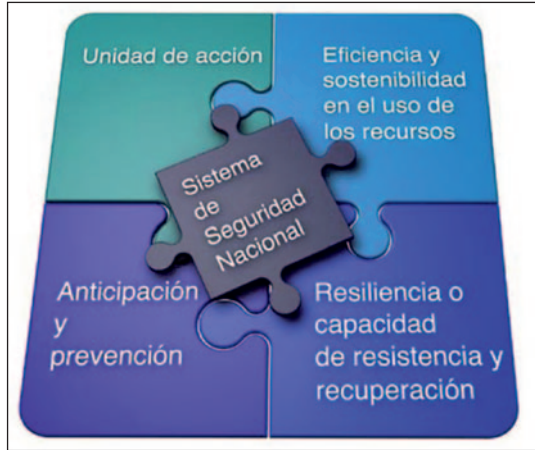 Unidad de acción
Eficiencia y
sostenibilidad
en el uso de
los recursos
Sistema
de
Seguridad
Nacional
Anticipación
y
prevención
Resiliencia o
capacidad
de resistencia y
recuperación